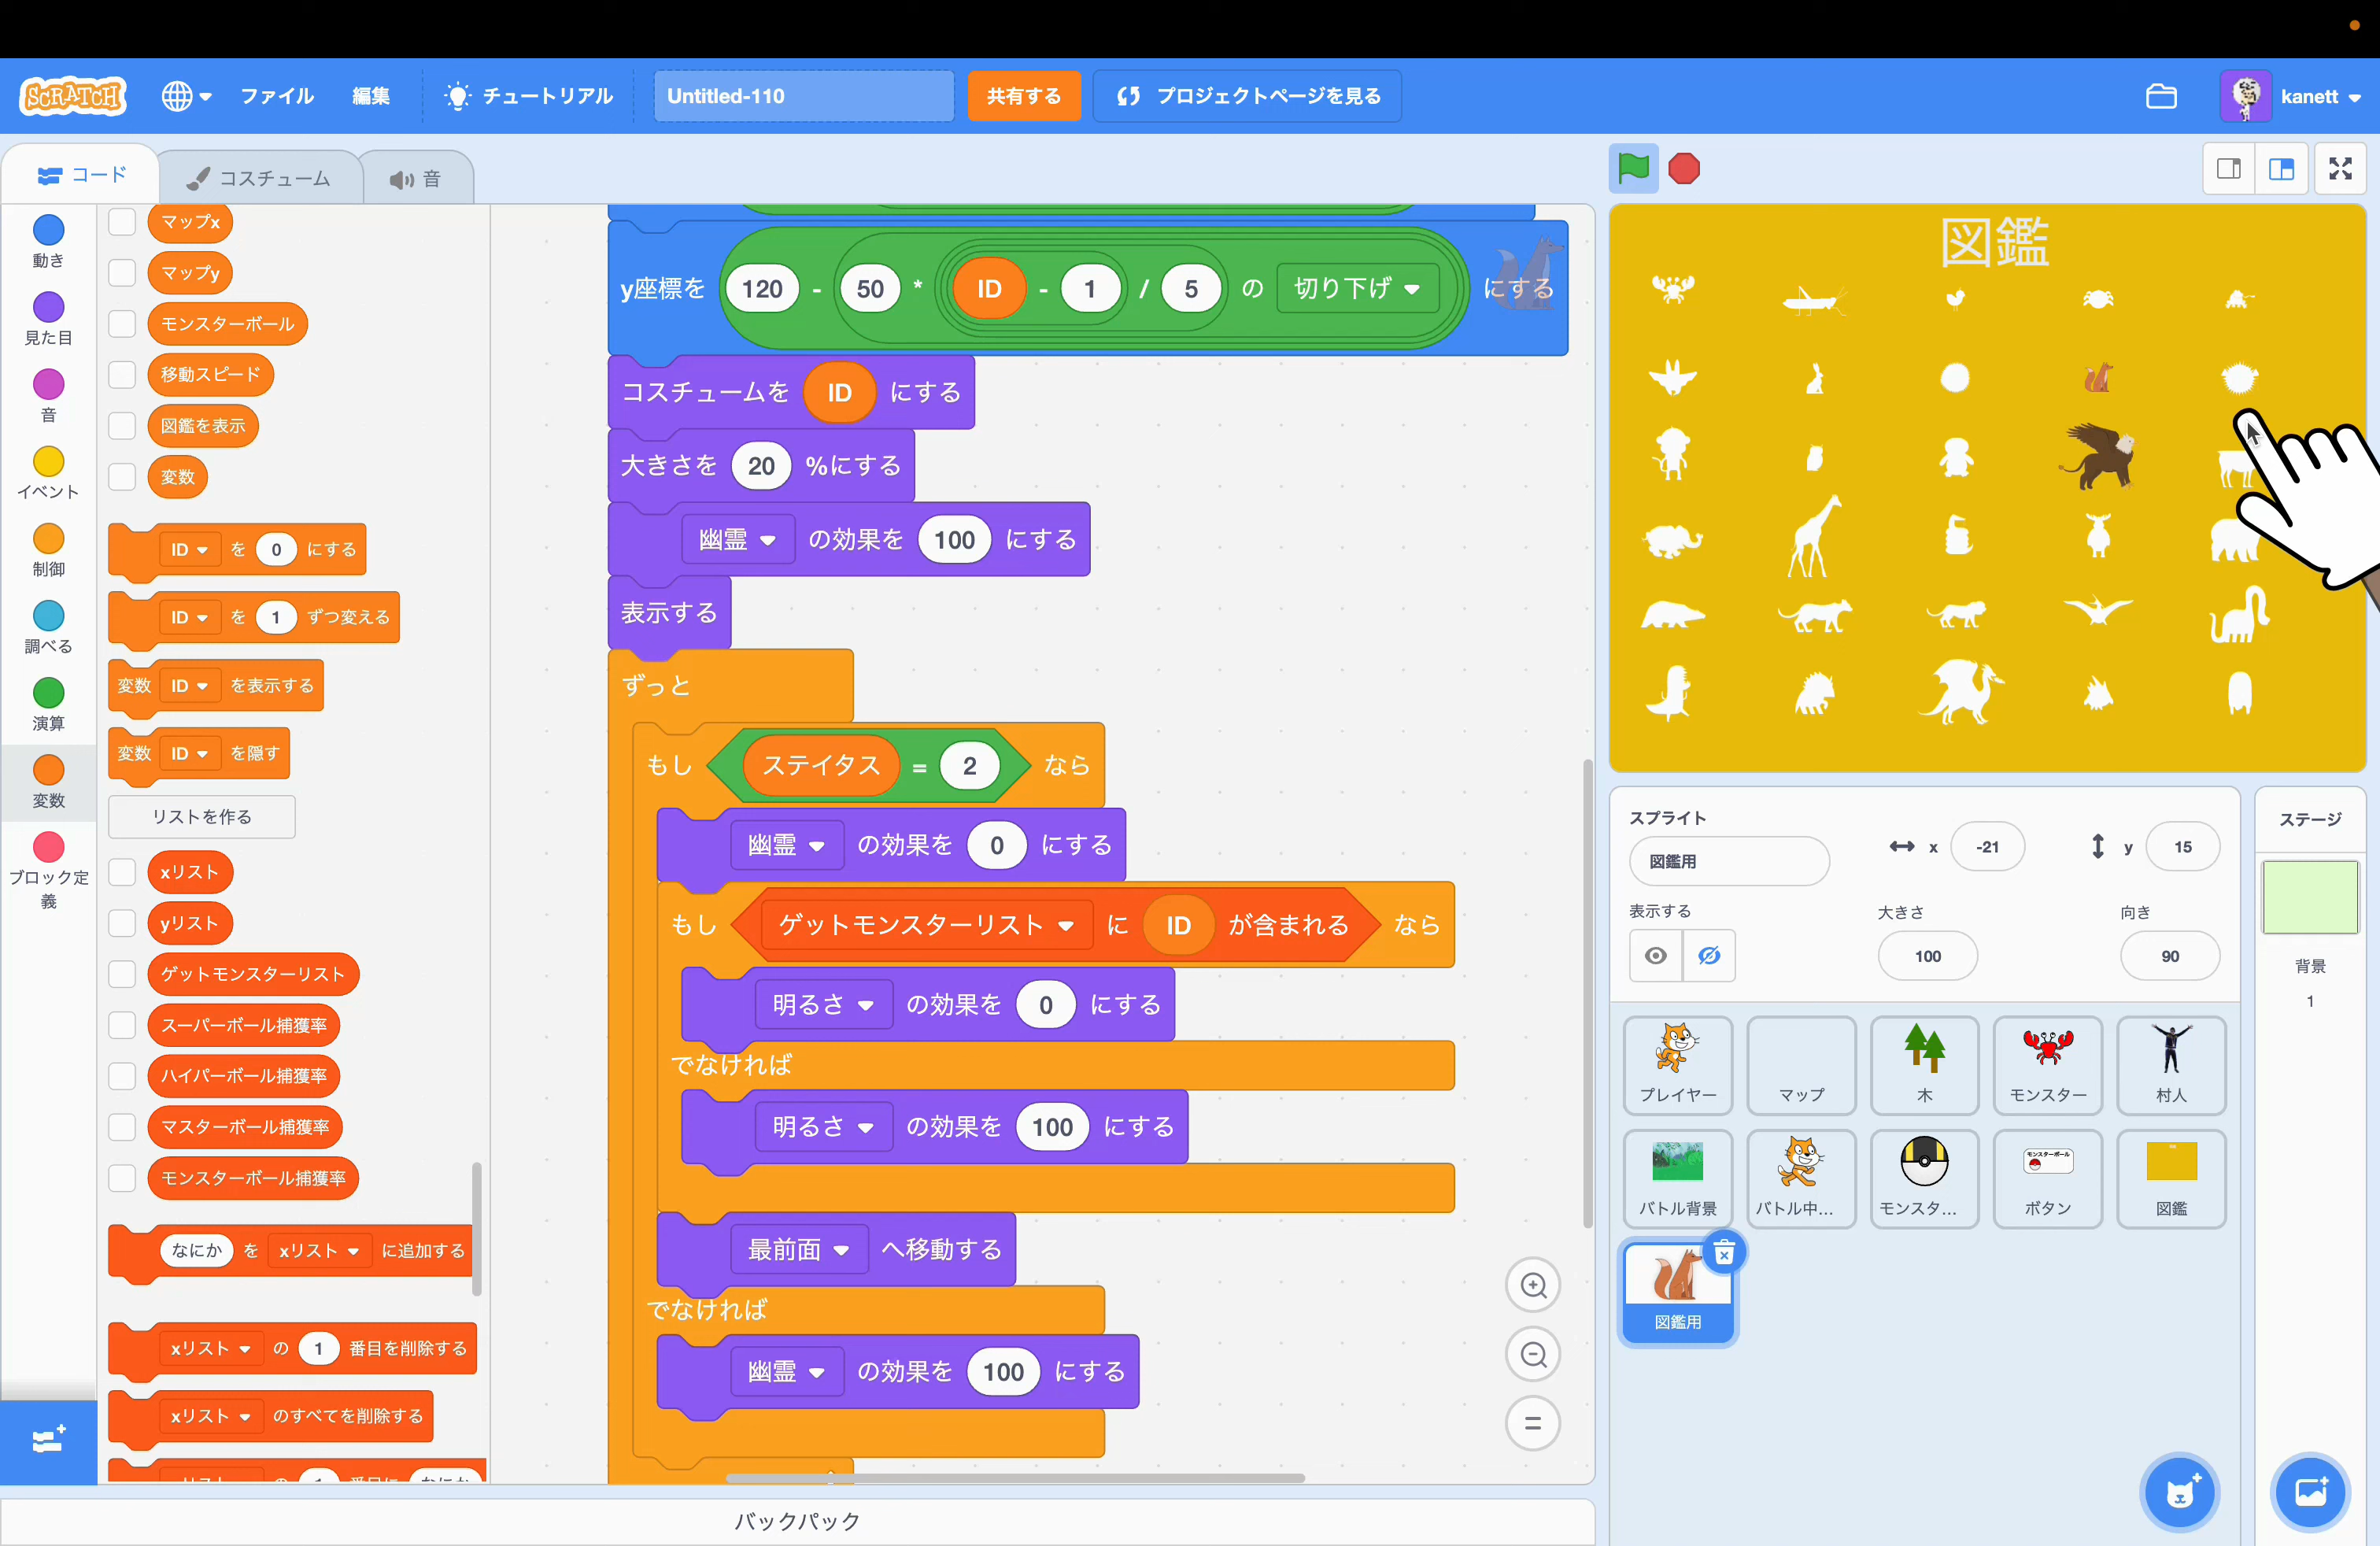 SCRATCH
ファイル
編集
チュートリアル
Untitled-110
共有する
プロジェクトページを見る
kanett
コード
コスチューム
音
動き
見た目
音
イベント
制御
調べる
演算
変数
ブロック定義
マップx
マップy
モンスターボール
移動スピード
図鑑を表示
変数
ID を 0 にする
ID を 1 ずつ変える
変数 ID を表示する
変数 ID を隠す
リストを作る
xリスト
yリスト
ゲットモンスターリスト
スーパーボール捕獲率
ハイパーボール捕獲率
マスターボール捕獲率
モンスターボール捕獲率
なにか を xリスト に追加する
xリスト の 1 番目を削除する
xリスト のすべてを削除する
y座標を 120 - 50 * ID - 1 / 5 の 切り下げ にする
コスチュームを ID にする
大きさを 20 %にする
幽霊 の効果を 100 にする
表示する
ずっと
もし ステイタス = 2 なら
幽霊 の効果を 0 にする
もし ゲットモンスターリスト に ID が含まれる なら
明るさ の効果を 0 にする
でなければ
明るさ の効果を 100 にする
最前面 へ移動する
でなければ
幽霊 の効果を 100 にする
バックパック
図鑑
スプライト
図鑑用
x -21
y 15
表示する
大きさ
100
向き
90
プレイヤー
マップ
木
モンスター
村人
バトル背景
バトル中...
モンスタ...
モンスターボール
ボタン
図鑑
図鑑用
ステージ
背景
1